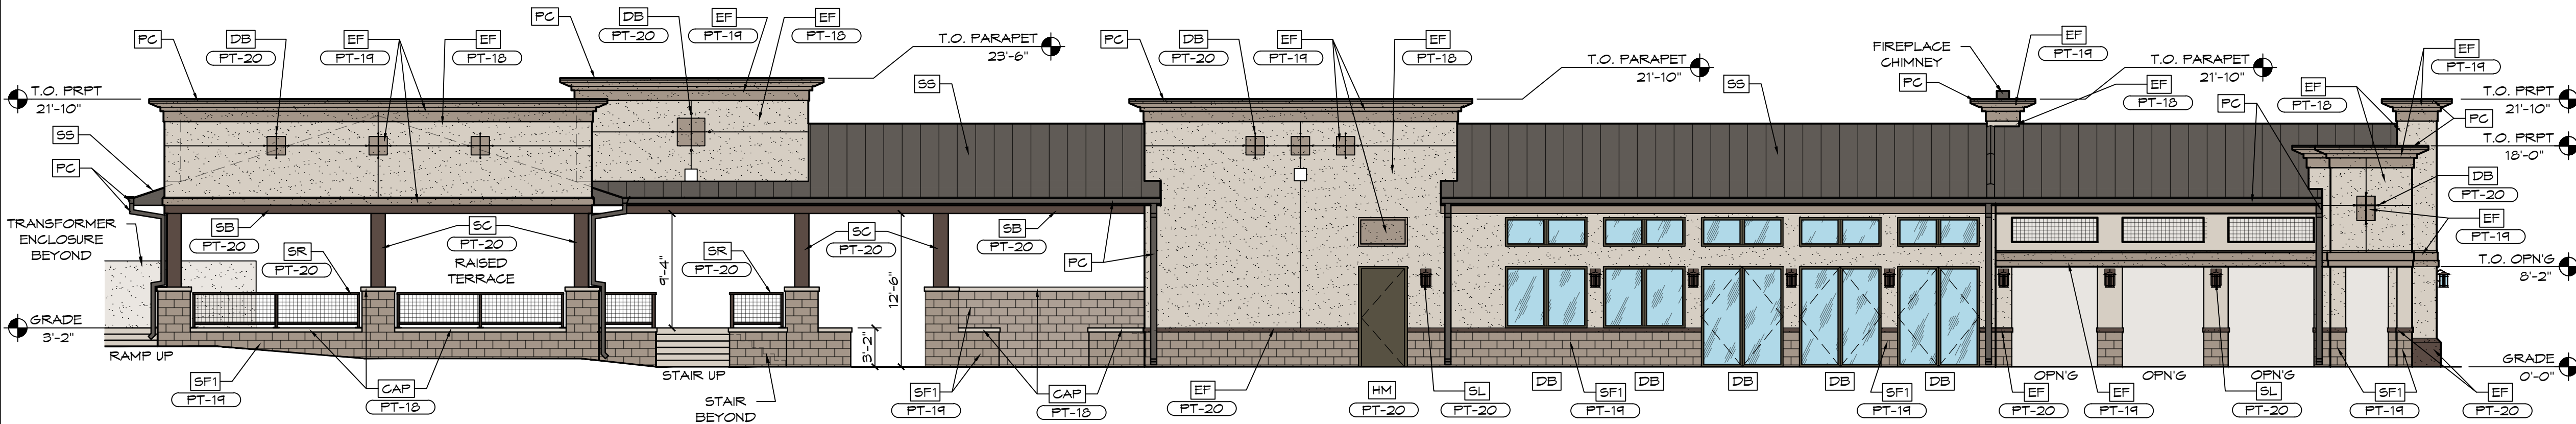 PC
DB
PT-20
EF
PT-19
EF
PT-18
PC
DB
PT-20
EF
PT-19
EF
PT-18
T.O. PARAPET
23'-6"
SS
PC
DB
PT-20
EF
PT-19
EF
PT-18
T.O. PARAPET
21'-10"
SS
FIREPLACE
CHIMNEY
PC
EF
PT-19
T.O. PARAPET
21'-10"
EF
PT-18
PC
EF
PT-18
EF
PT-19
T.O. PRPT
21'-10"
PC
T.O. PRPT
18'-0"
DB
PT-20
EF
PT-19
T.O. OPN'G
8'-2"
GRADE
0'-0"
T.O. PRPT
21'-10"
SS
PC
TRANSFORMER
ENCLOSURE
BEYOND
GRADE
3'-2"
RAMP UP
SB
PT-20
SR
PT-20
SC
PT-20
RAISED
TERRACE
SR
PT-20
9'-4"
SC
PT-20
12'-6"
SB
PT-20
PC
3'-2"
SF1
PT-19
CAP
PT-18
STAIR UP
STAIR
BEYOND
SF1
PT-19
CAP
PT-18
EF
PT-20
HM
PT-20
SL
PT-20
DB
SF1
PT-19
DB
DB
DB
SF1
PT-19
DB
OPN'G
EF
PT-20
EF
PT-19
OPN'G
OPN'G
SL
PT-20
SF1
PT-19
EF
PT-20